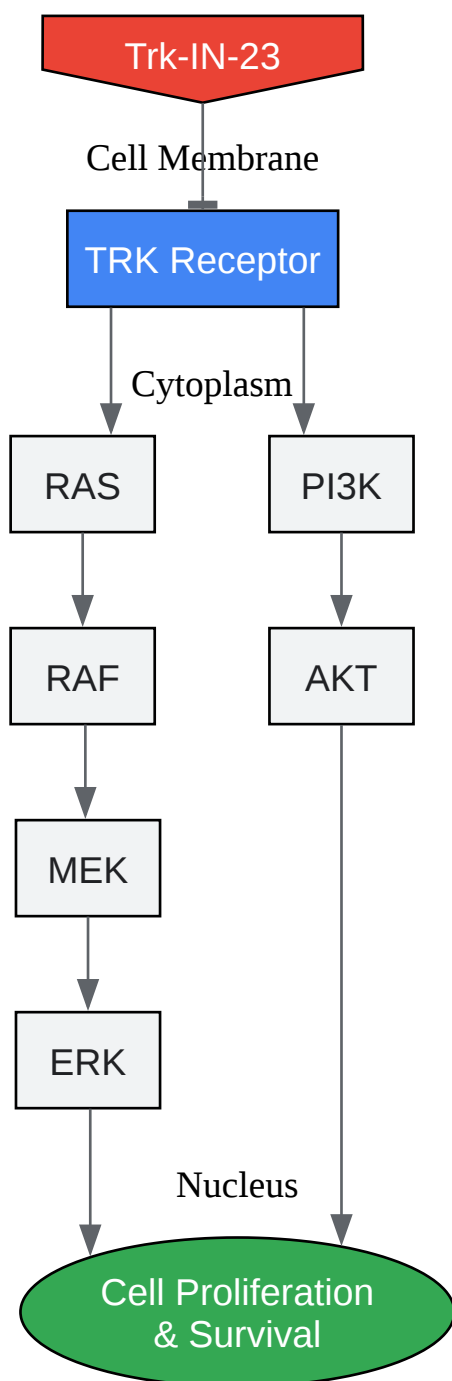 Trk-IN-23
Cell Membrane
TRK Receptor
Cytoplasm
RAS
PI3K
RAF
AKT
MEK
ERK
Nucleus
Cell Proliferation
& Survival